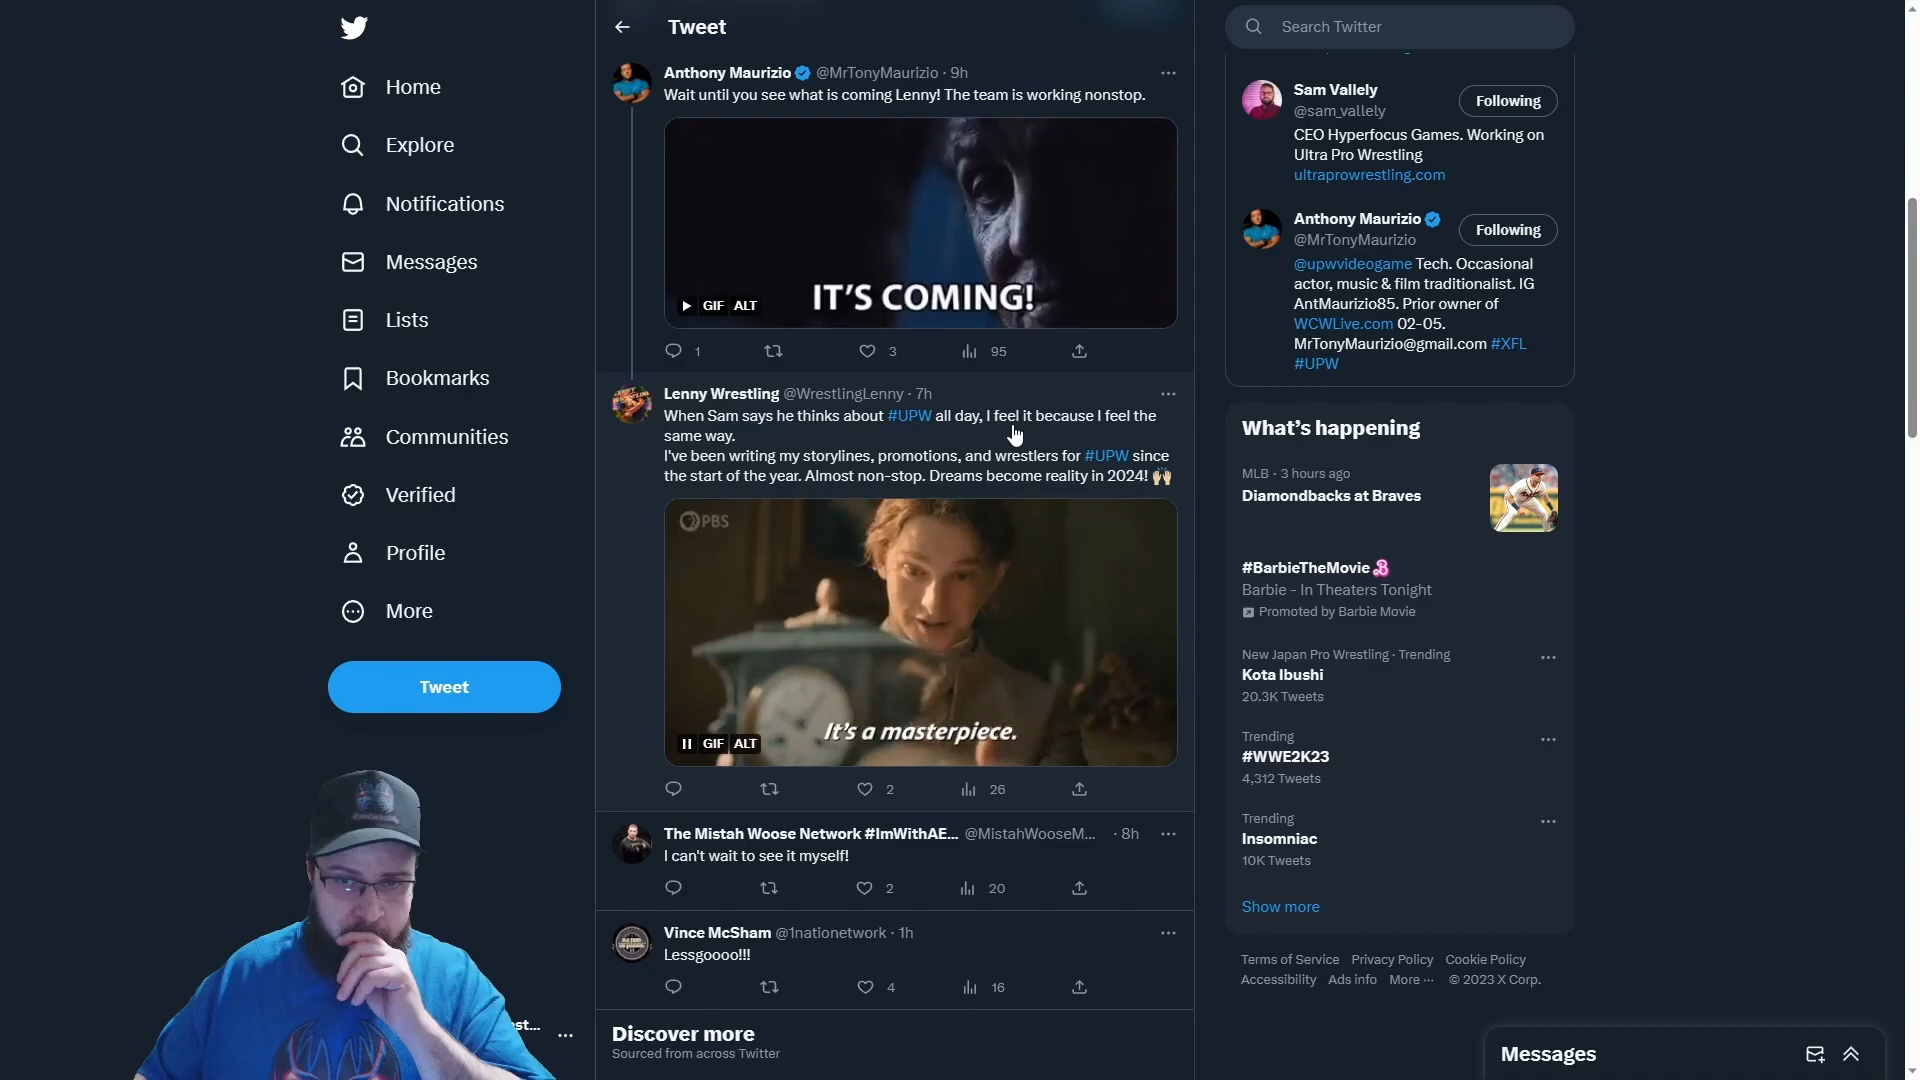 Home
Explore
Notifications
Messages
Lists
Bookmarks
Communities
Verified
Profile
More
Tweet
st...
Tweet
Anthony Maurizio @MrTonyMaurizio · 9h
Wait until you see what is coming Lenny! The team is working nonstop.
IT'S COMING!
GIF ALT
1
3
95
Lenny Wrestling @WrestlingLenny · 7h
When Sam says he thinks about #UPW all day, I feel it because I feel the
same way.
I've been writing my storylines, promotions, and wrestlers for #UPW since
the start of the year. Almost non-stop. Dreams become reality in 2024! 🙌🏼
PBS
It's a masterpiece.
GIF ALT
2
26
The Mistah Woose Network #ImWithAE... @MistahWooseM... · 8h
I can't wait to see it myself!
2
20
Vince McSham @1nationetwork · 1h
Lessgoooo!!!
4
16
Discover more
Sourced from across Twitter
Search Twitter
Sam Vallely
@sam_vallely
Following
CEO Hyperfocus Games. Working on
Ultra Pro Wrestling
ultraprowrestling.com
Anthony Maurizio
@MrTonyMaurizio
Following
@upwvideogame Tech. Occasional
actor, music & film traditionalist. IG
AntMaurizio85. Prior owner of
WCWLive.com 02-05.
MrTonyMaurizio@gmail.com #XFL
#UPW
What's happening
MLB · 3 hours ago
Diamondbacks at Braves
#BarbieTheMovie
Barbie - In Theaters Tonight
Promoted by Barbie Movie
New Japan Pro Wrestling · Trending
Kota Ibushi
20.3K Tweets
Trending
#WWE2K23
4,312 Tweets
Trending
Insomniac
10K Tweets
Show more
Terms of Service Privacy Policy Cookie Policy
Accessibility Ads info More ... © 2023 X Corp.
Messages